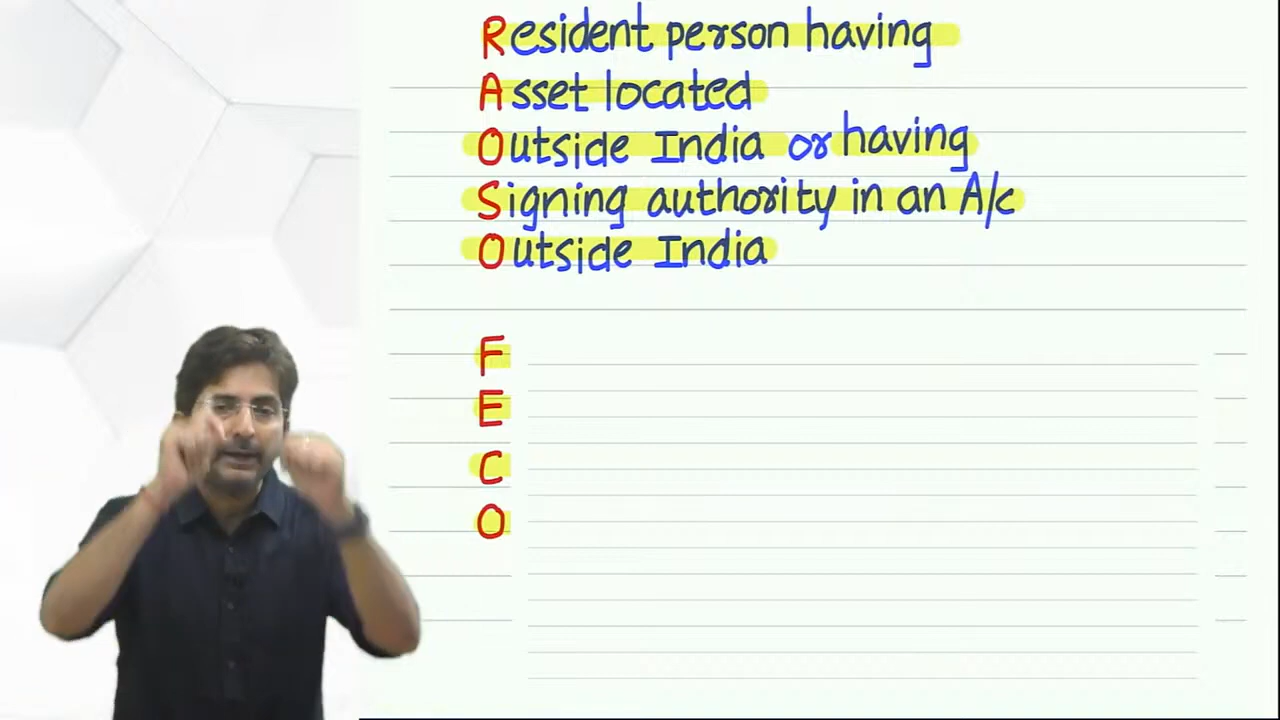 Resident person having
Asset located
Outside India or having
Signing authority in an A/c
Outside India
F
E
C
O